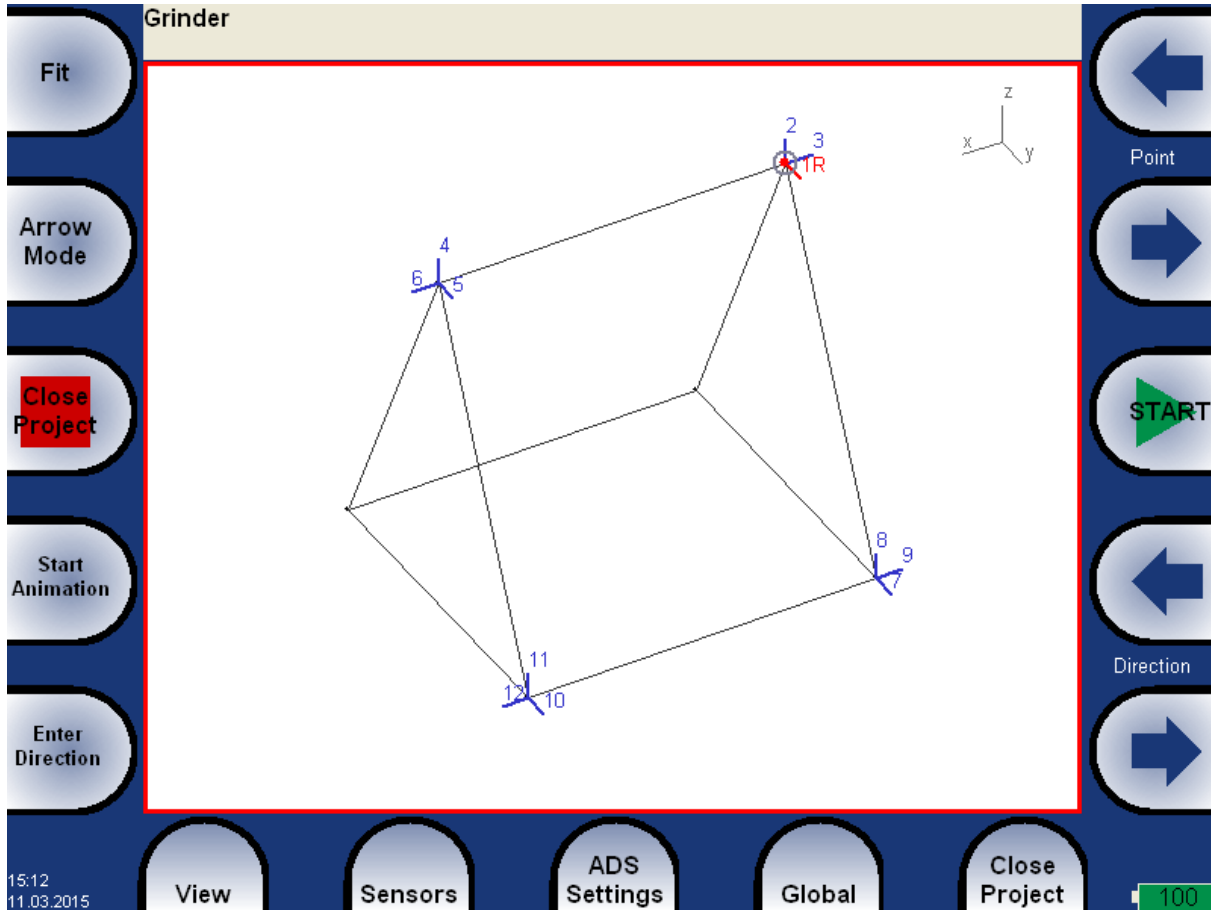 Grinder
Fit
Arrow
Mode
Close
Project
Start
Animation
Enter
Direction
z
x
y
2
3
1R
4
6
5
8
9
7
11
12
10
Point
START
Direction
15:12
11.03.2015
View
Sensors
ADS
Settings
Global
Close
Project
100